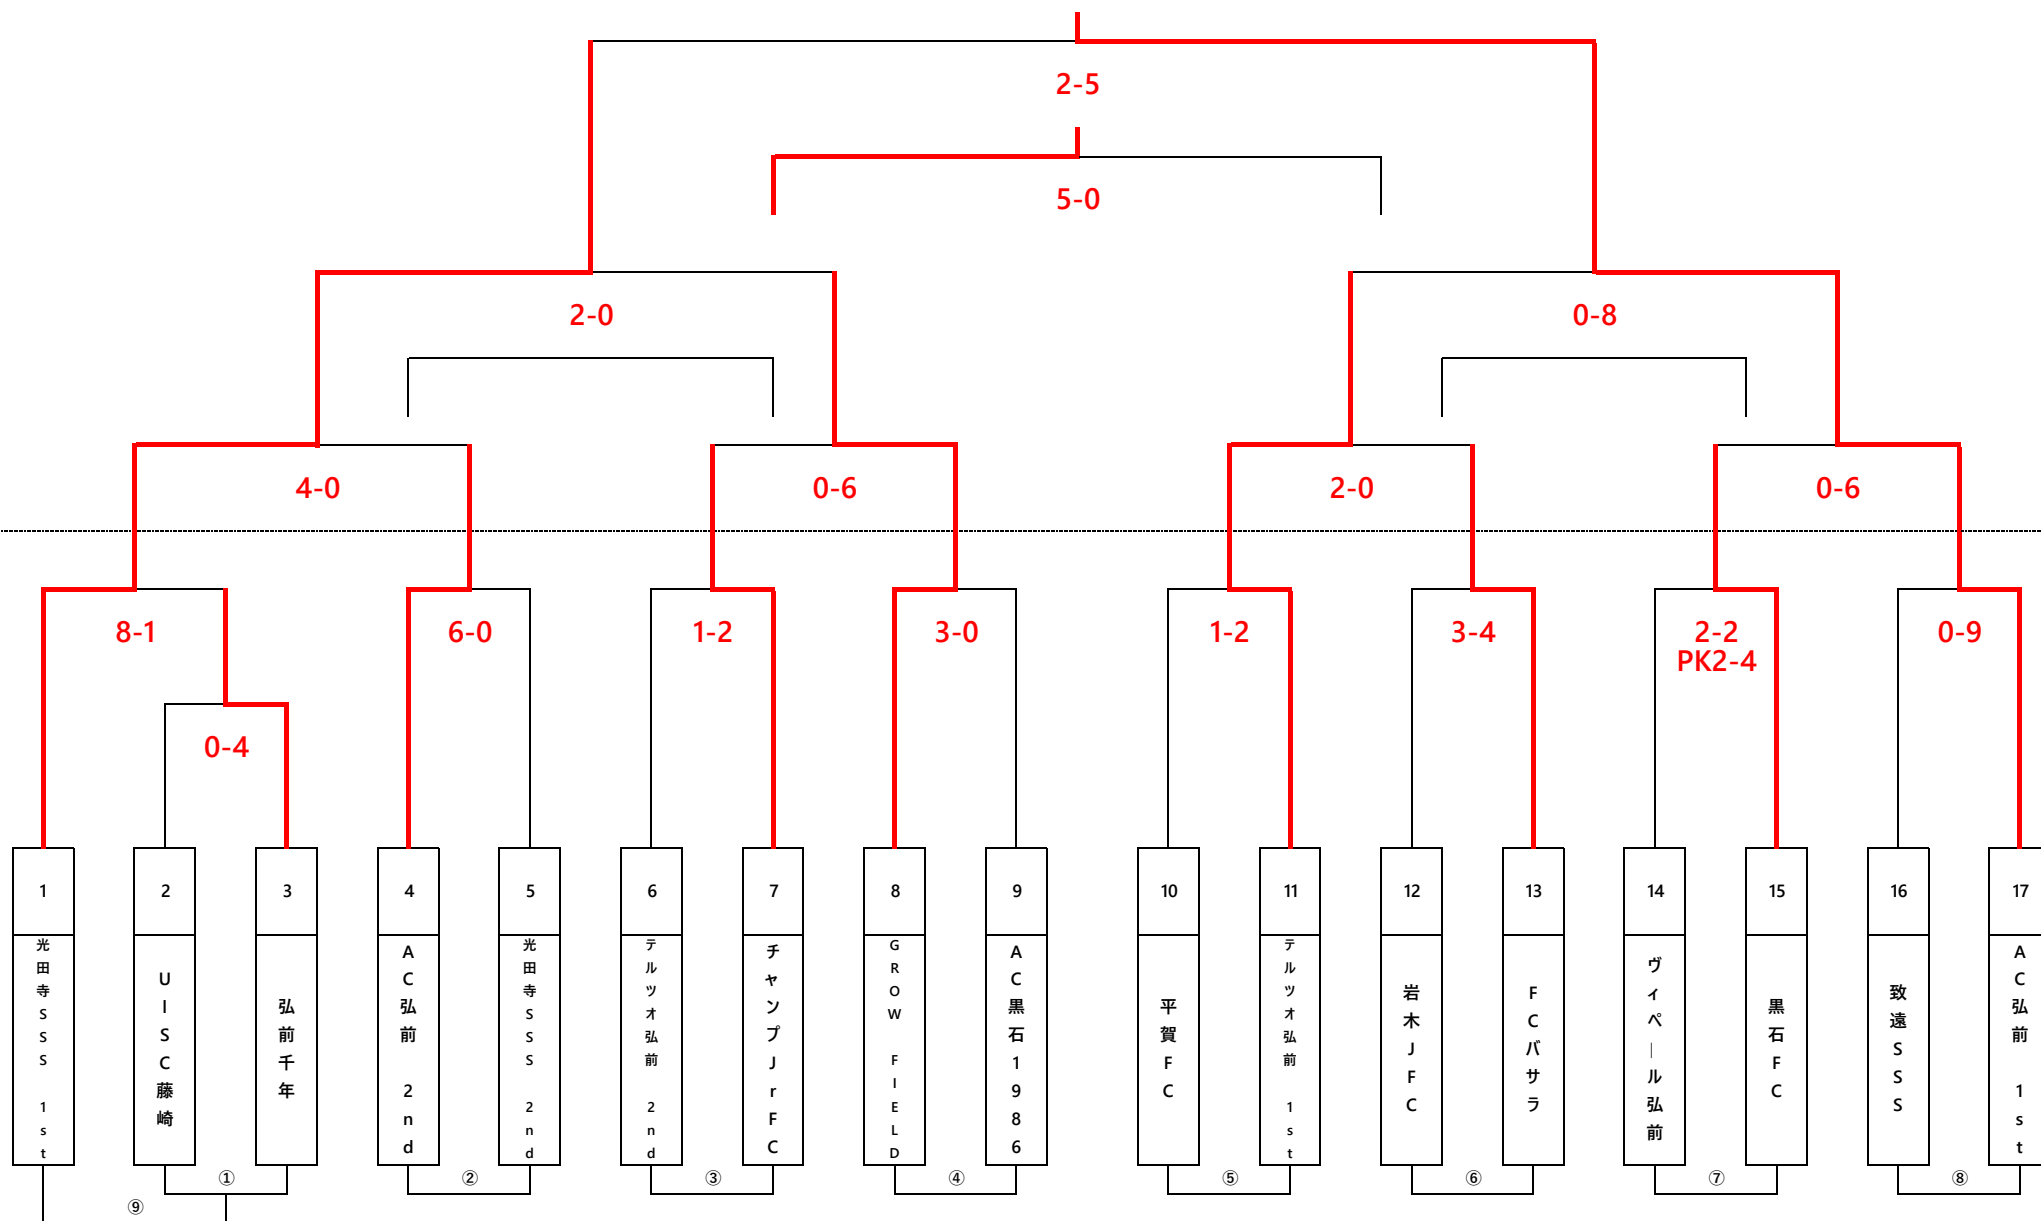 2-5
5-0
2-0
0-8
4-0
0-6
2-0
0-6
8-1
6-0
1-2
3-0
1-2
3-4
2-2
PK2-4
0-9
0-4
1
2
3
4
5
6
7
8
9
10
11
12
13
14
15
16
17
光田寺SSS 1st
UISC藤崎
弘前千年
AC弘前 2nd
光田寺SSS 2nd
テルツオ弘前 2nd
チャンプJrFC
GROW FIELD
AC黒石1986
平賀FC
テルツオ弘前 1st
岩木JFC
FCバサラ
ヴィペール弘前
黒石FC
致遠SSS
AC弘前 1st
①
②
③
④
⑤
⑥
⑦
⑧
⑨